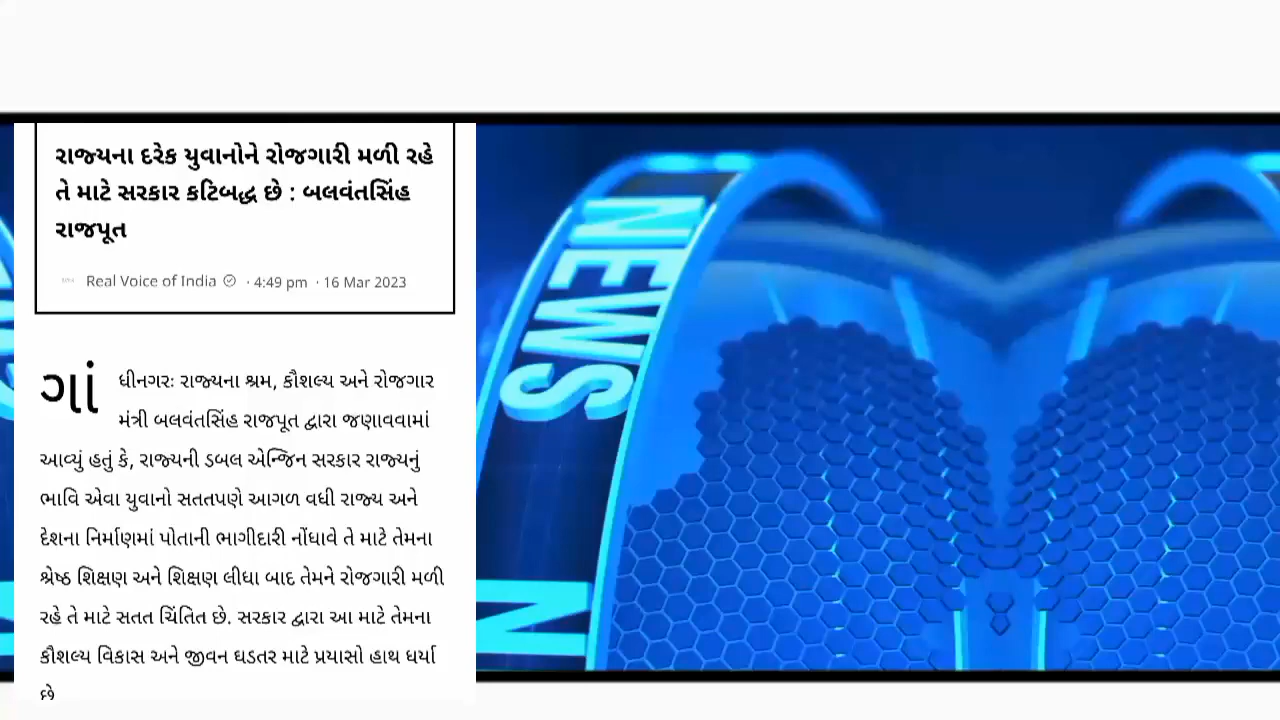 રાજ્યના દરેક યુવાનોને રોજગારી મળી રહે
તે માટે સરકાર કટિબદ્ધ છે : બલવંતસિંહ
રાજપૂત
Real Voice of India · 4:49 pm · 16 Mar 2023
ગાં
ધીનગરઃ રાજ્યના શ્રમ, કૌશલ્ય અને રોજગાર
મંત્રી બલવંતસિંહ રાજપૂત દ્વારા જણાવવામાં
આવ્યું હતું કે, રાજ્યની ડબલ એન્જિન સરકાર રાજ્યનું
ભાવિ એવા યુવાનો સતતપણે આગળ વધી રાજ્ય અને
દેશના નિર્માણમાં પોતાની ભાગીદારી નોંધાવે તે માટે તેમના
શ્રેષ્ઠ શિક્ષણ અને શિક્ષણ લીધા બાદ તેમને રોજગારી મળી
રહે તે માટે સતત ચિંતિત છે. સરકાર દ્વારા આ માટે તેમના
કૌશલ્ય વિકાસ અને જીવન ઘડતર માટે પ્રયાસો હાથ ધર્યા
છે
NEWS
N